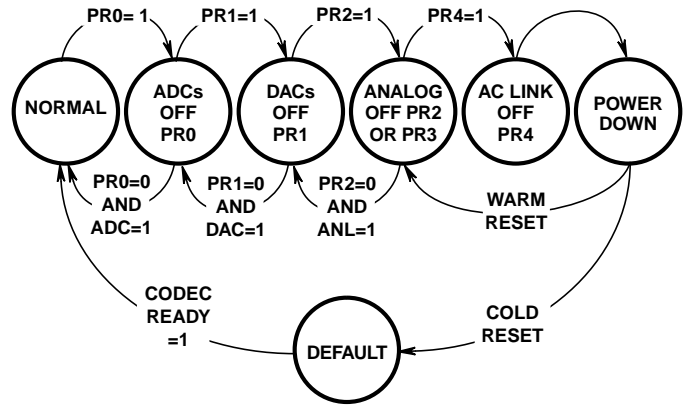 PR0= 1
PR1=1
PR2=1
PR4=1
NORMAL
ADCs
OFF
PR0
DACs
OFF
PR1
ANALOG
OFF PR2
OR PR3
AC LINK
OFF
PR4
POWER
DOWN
PR0=0
AND
ADC=1
PR1=0
AND
DAC=1
PR2=0
AND
ANL=1
WARM
RESET
CODEC
READY
=1
DEFAULT
COLD
RESET